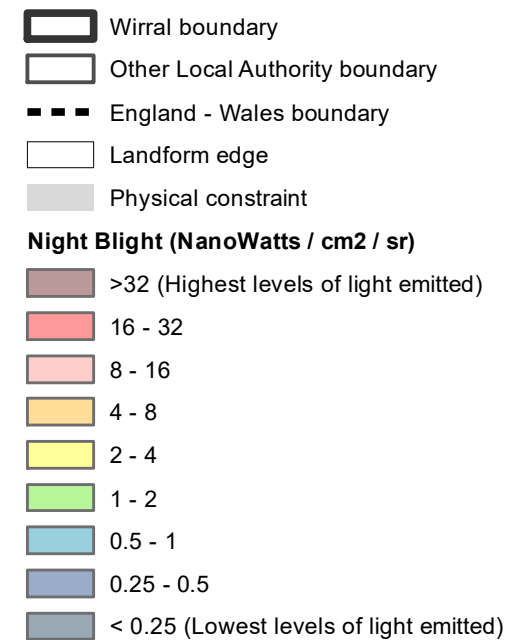 Wirral boundary
Other Local Authority boundary
England - Wales boundary
Landform edge
Physical constraint
Night Blight (NanoWatts / cm2 / sr)
>32 (Highest levels of light emitted)
16 - 32
8 - 16
4 - 8
2 - 4
1 - 2
0.5 - 1
0.25 - 0.5
< 0.25 (Lowest levels of light emitted)